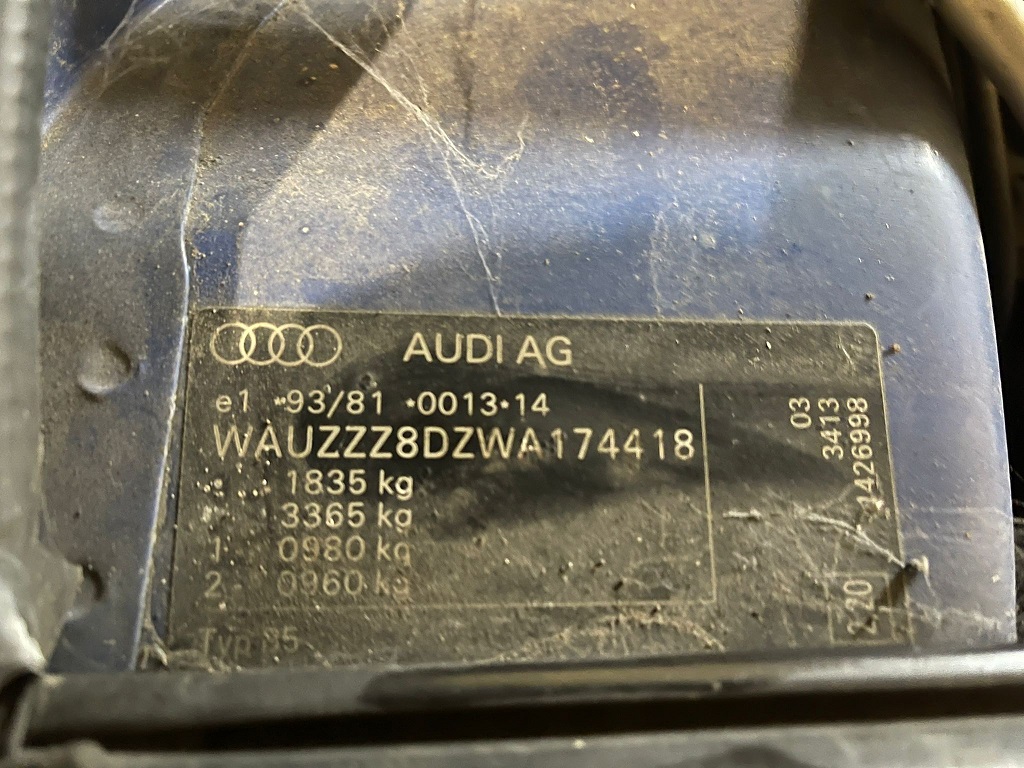 AUDI AG
e1 *93/81 *0013*14
WAUZZZ8DZWA174418
1835 kg
3365 kg
1- 0980 kg
2- 0960 kg
Typ
03
3413
1426998